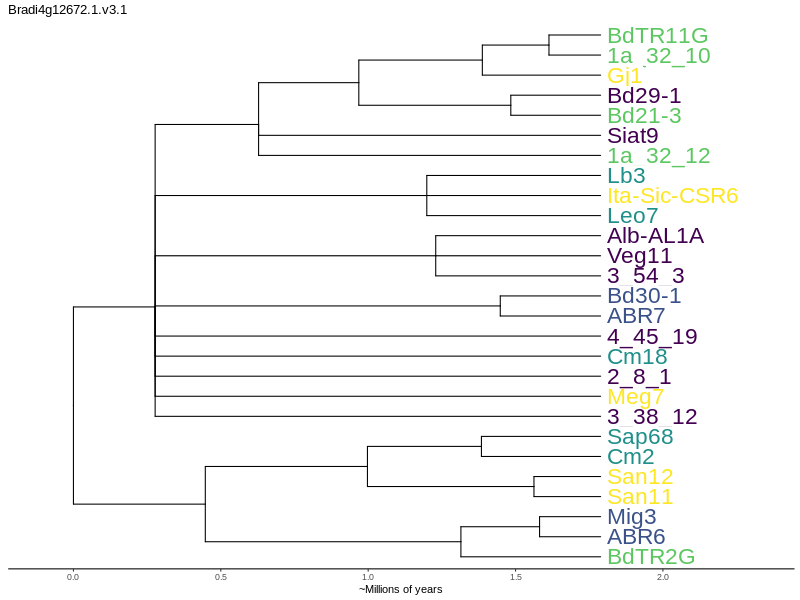 Bradi4g12672.1.v3.1
BdTR11G
1a_32_10
Gj1
Bd29-1
Bd21-3
Siat9
1a_32_12
Lb3
Ita-Sic-CSR6
Leo7
Alb-AL1A
Veg11
3_54_3
Bd30-1
ABR7
4_45_19
Cm18
2_8_1
Meg7
3_38_12
Sap68
Cm2
San12
San11
Mig3
ABR6
BdTR2G
0.0 0.5 1.0 1.5 2.0
~Millions of years